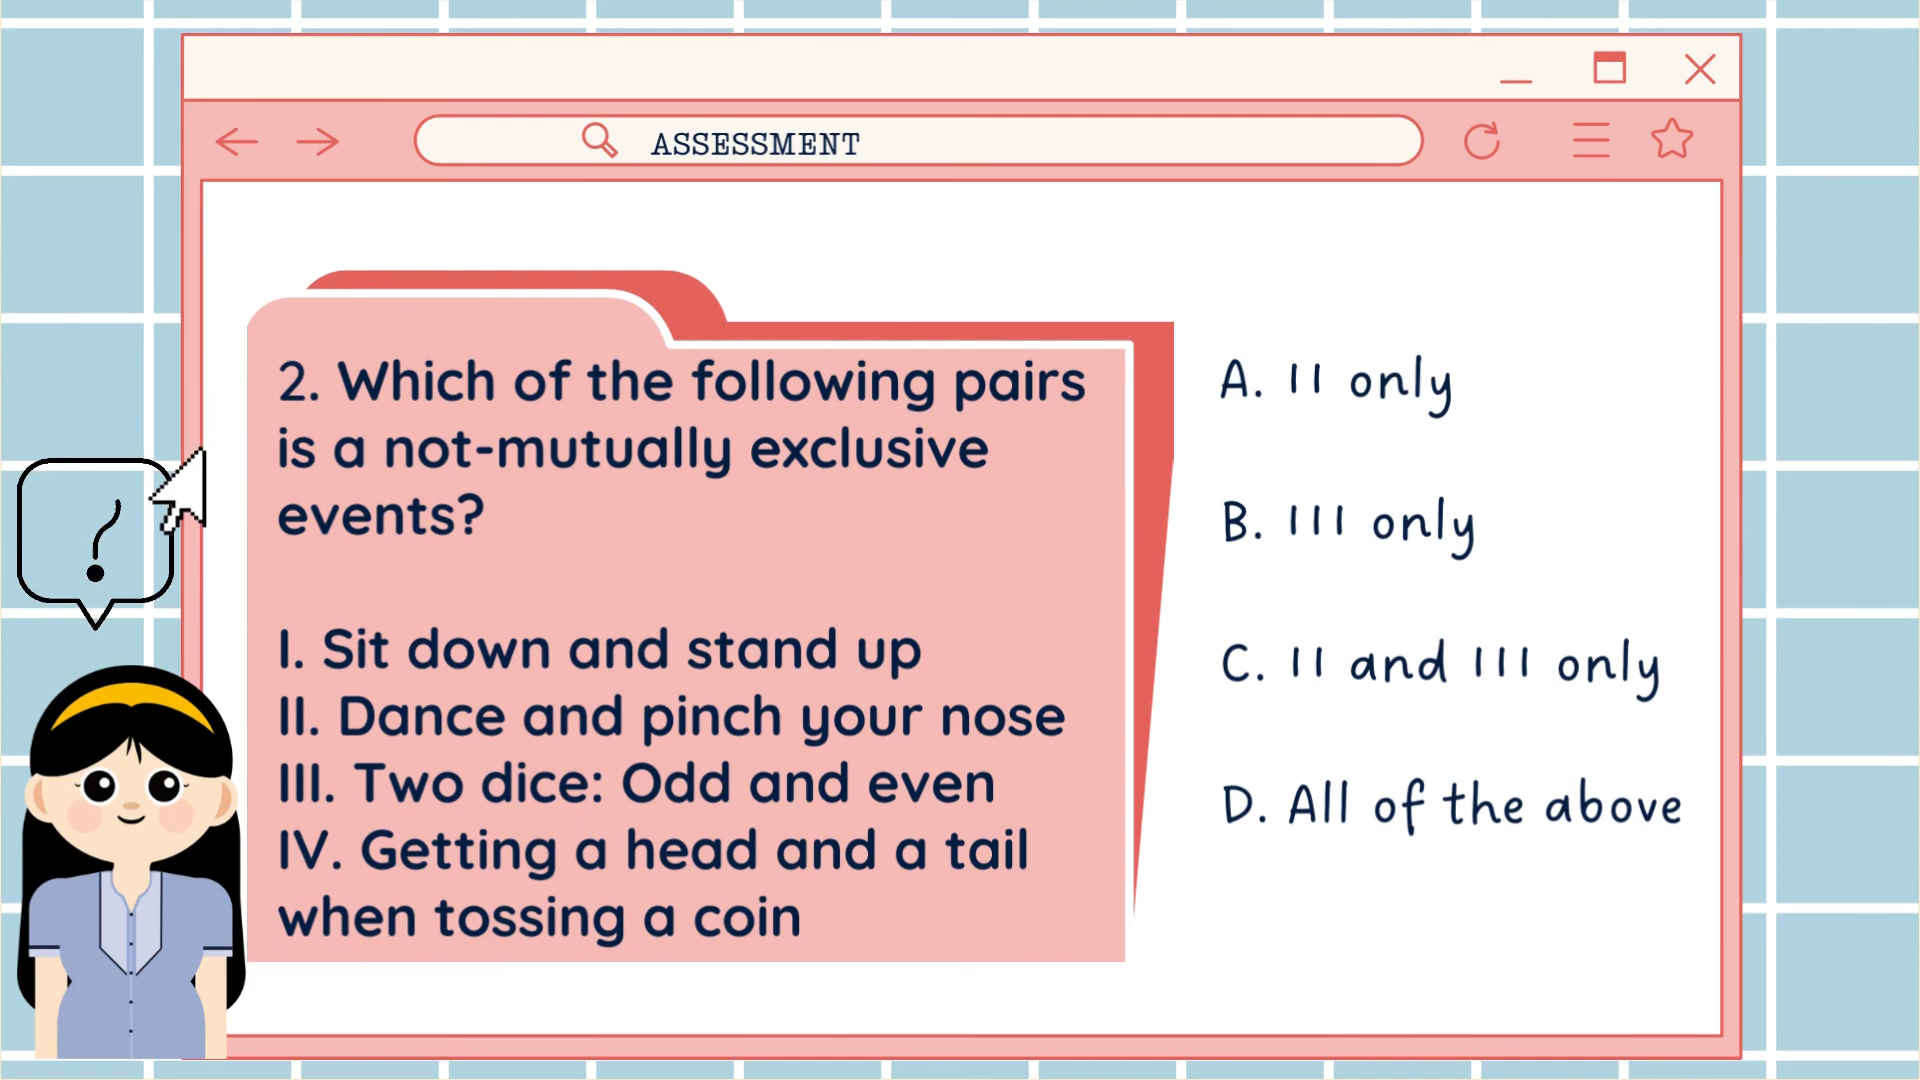 ASSESSMENT
2. Which of the following pairs
is a not-mutually exclusive
events?
I. Sit down and stand up
II. Dance and pinch your nose
III. Two dice: Odd and even
IV. Getting a head and a tail
when tossing a coin
A. II only
B. III only
C. II and III only
D. All of the above
?